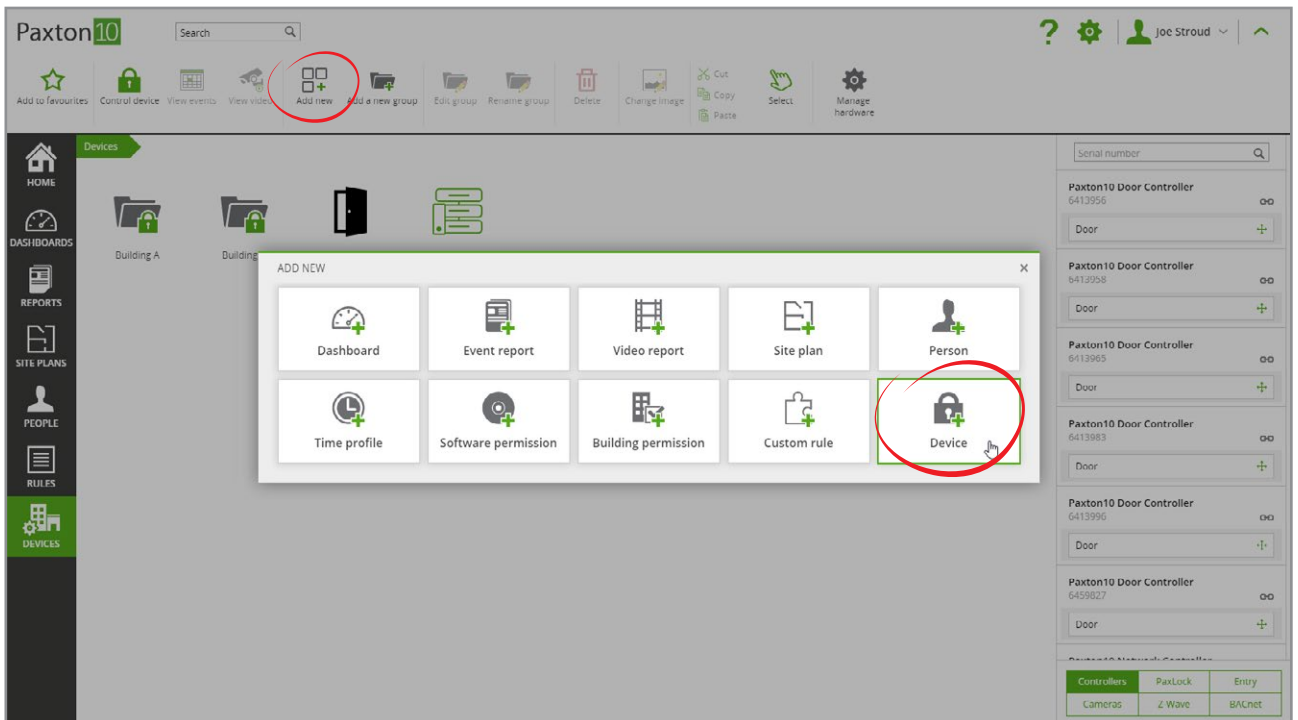 Paxton10
Search
Joe Stroud
Add to favourites
Control device
View events
View video
Add new
Add a new group
Edit group
Rename group
Delete
Change image
Cut
Copy
Paste
Select
Manage
hardware
HOME
DASHBOARDS
REPORTS
SITE PLANS
PEOPLE
RULES
DEVICES
Devices
Building A
Building
ADD NEW
Dashboard
Event report
Video report
Site plan
Person
Time profile
Software permission
Building permission
Custom rule
Device
Serial number
Paxton10 Door Controller
6413956
Door
Paxton10 Door Controller
6413958
Door
Paxton10 Door Controller
6413965
Door
Paxton10 Door Controller
6413983
Door
Paxton10 Door Controller
6413996
Door
Paxton10 Door Controller
6459827
Door
Paxton10 Network Controller
Controllers
PaxLock
Entry
Cameras
Z Wave
BACnet